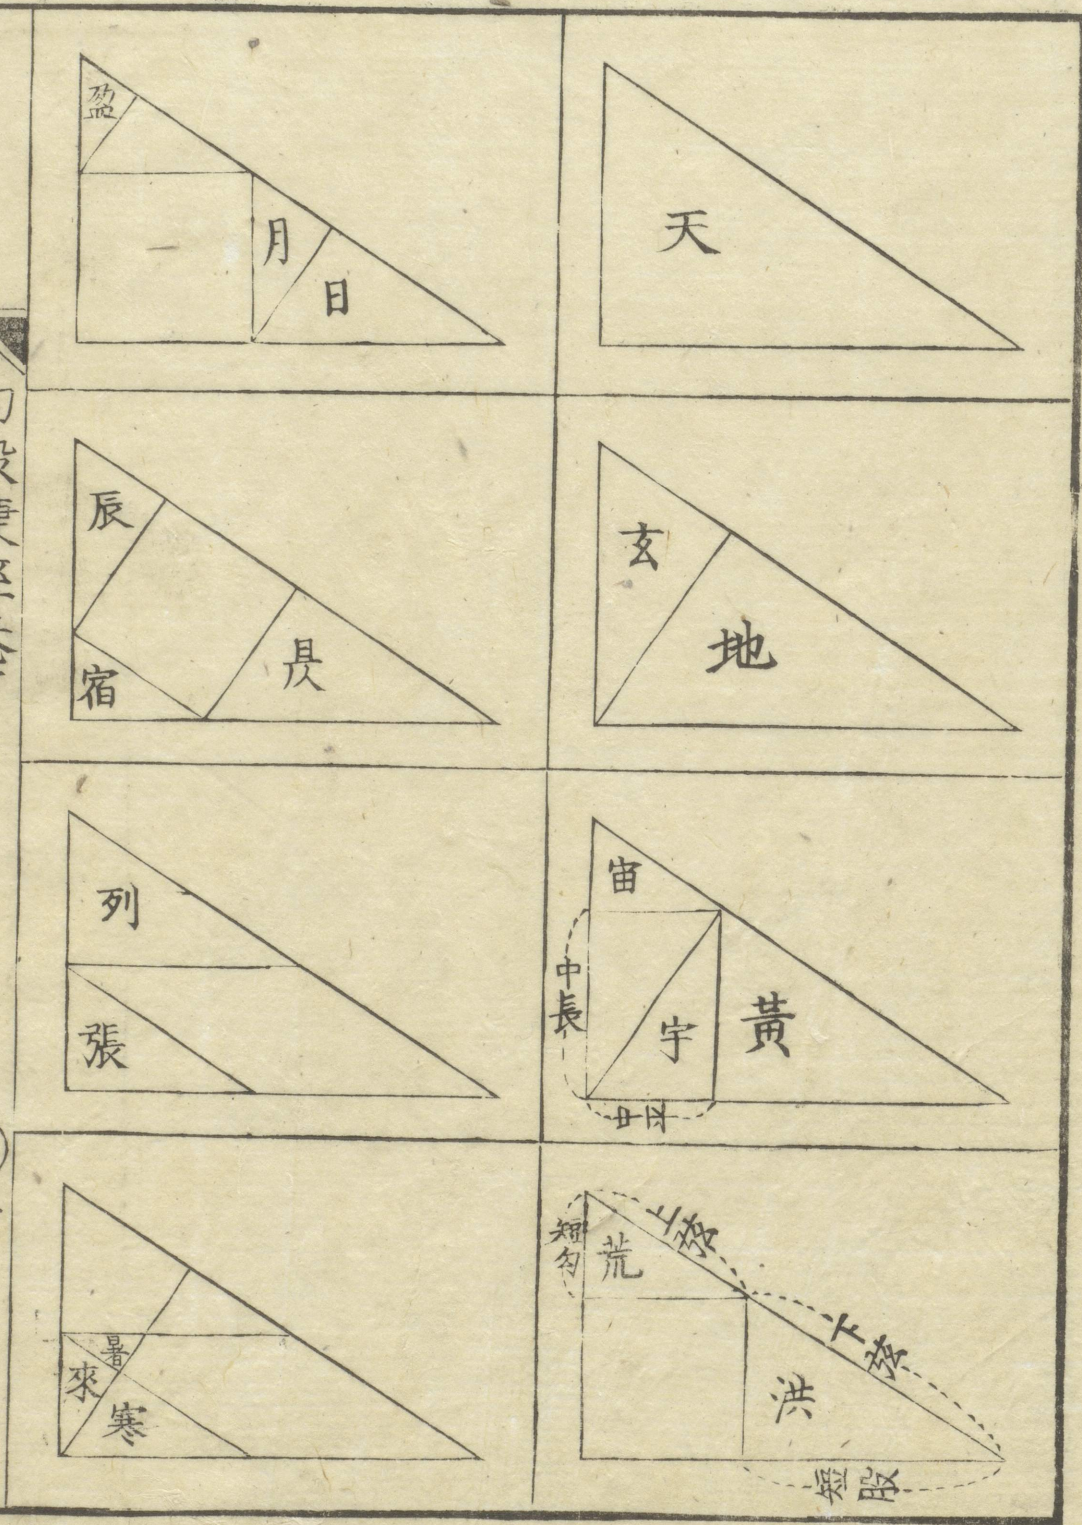 天
玄
地
宙
中長
宇
黃
中平
短勾
上弦
荒
下弦
洪
短股
盈
一
月
日
辰
宿
昃
列
張
暑
來
寒